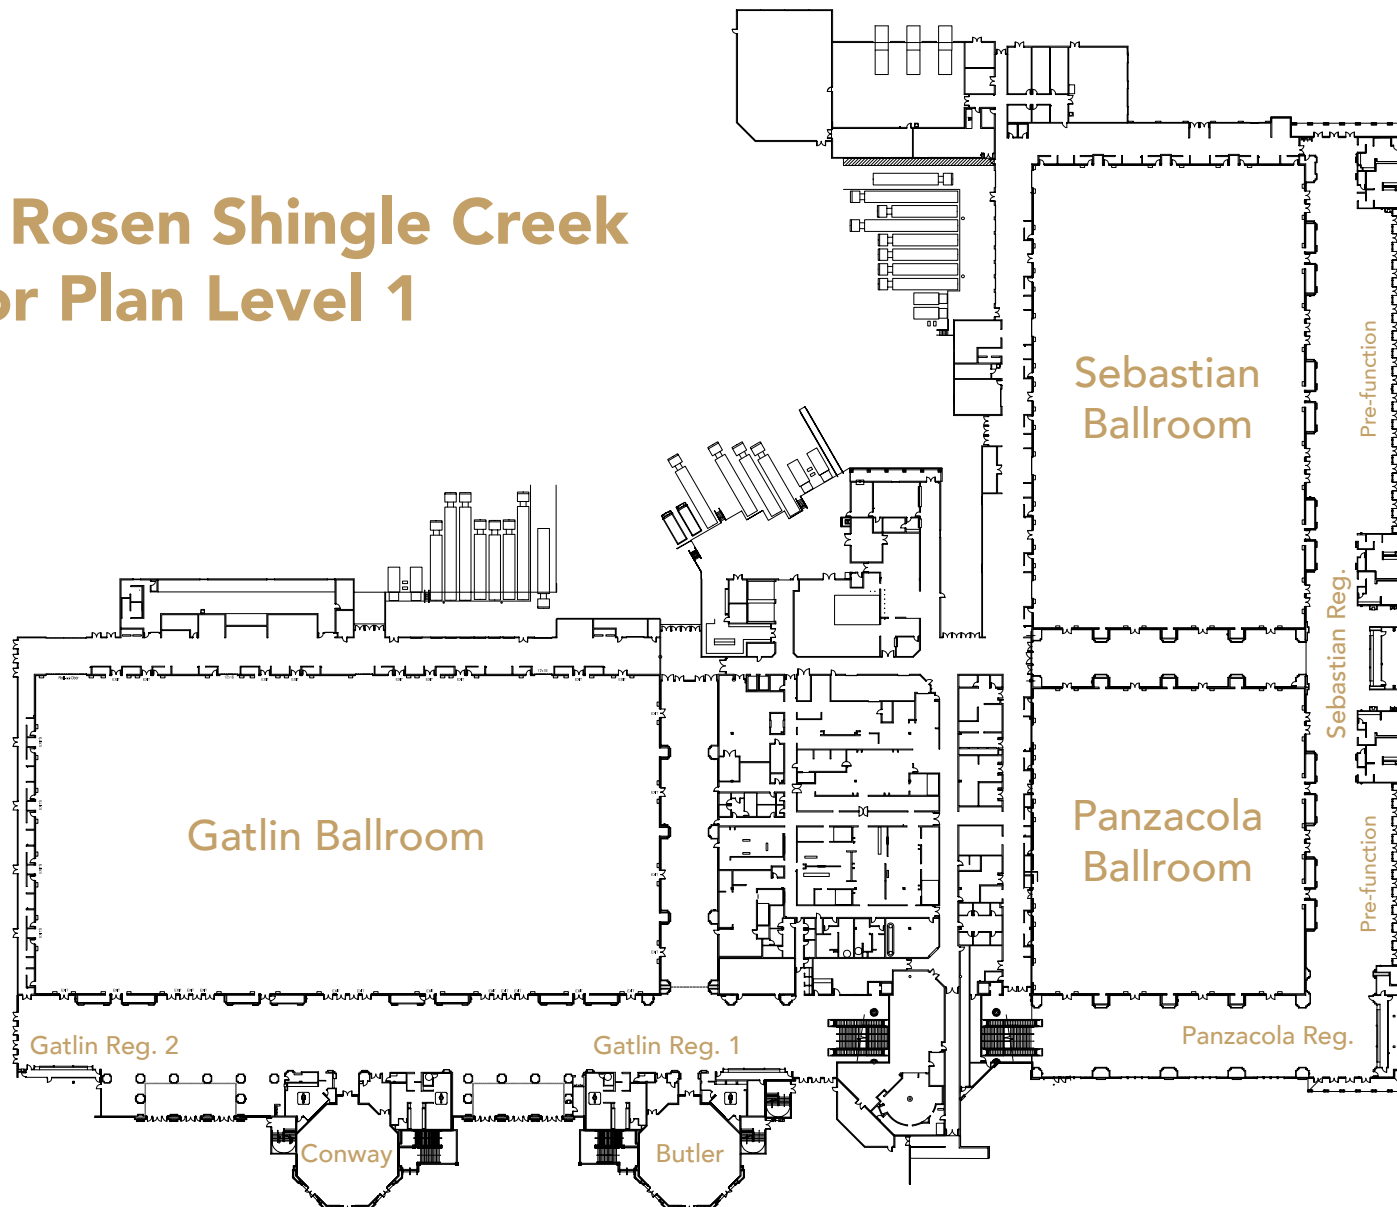 Rosen Shingle Creek
or Plan Level 1
Sebastian
Ballroom
Pre-function
Sebastian Reg.
Gatlin Ballroom
Panzacola
Ballroom
Pre-function
Gatlin Reg. 2
Gatlin Reg. 1
Panzacola Reg.
Conway
Butler